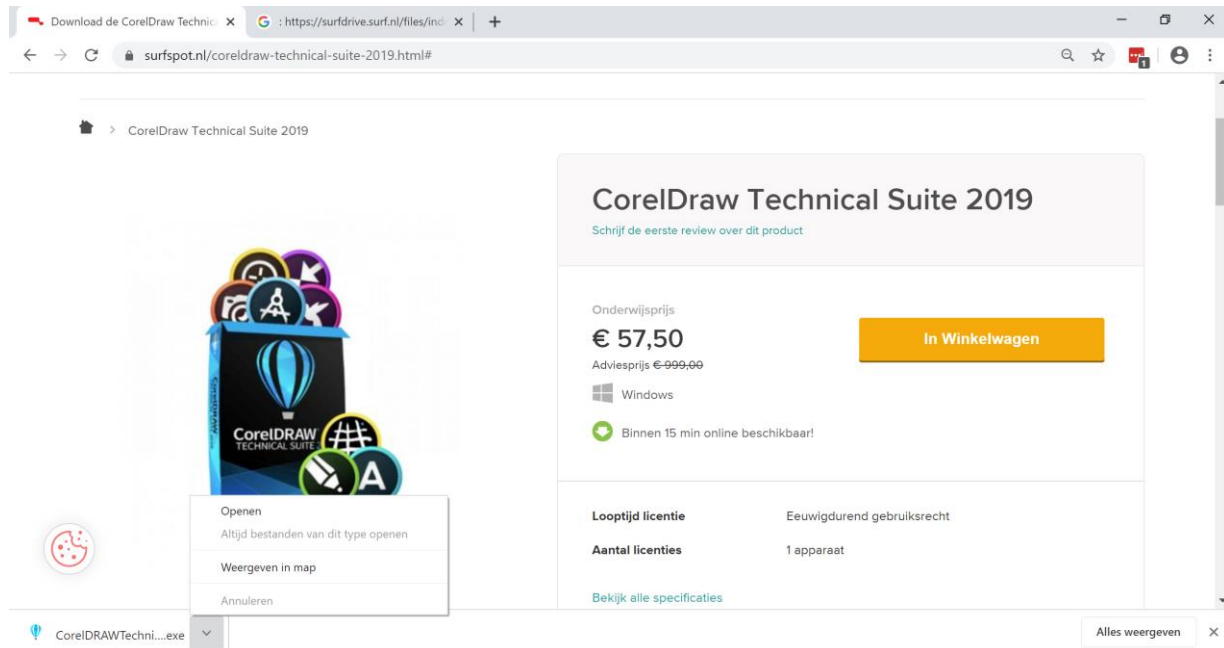 Download de CorelDraw Technic
: https://surfdrive.surf.nl/files/ind
surfspot.nl/coreldraw-technical-suite-2019.html#
1
CorelDraw Technical Suite 2019
CorelDraw Technical Suite 2019
Schrijf de eerste review over dit product
Onderwijsprijs
€ 57,50
In Winkelwagen
Adviesprijs € 999,00
Windows
Binnen 15 min online beschikbaar!
CorelDRAW
CorelDRAW
TECHNICAL SUITE
A
Looptijd licentie Eeuwigdurend gebruiksrecht
Aantal licenties 1 apparaat
Bekijk alle specificaties
Openen
Altijd bestanden van dit type openen
Weergeven in map
Annuleren
CorelDRAWTechni....exe
Alles weergeven